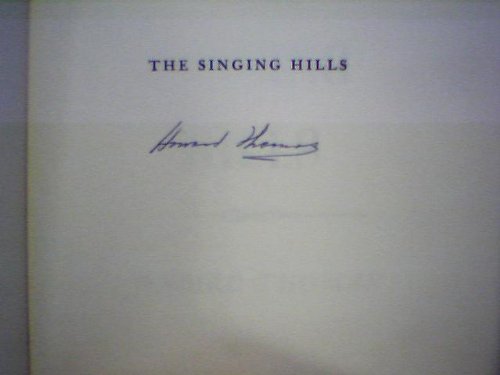 THE SINGING HILLS
Howard Thomas